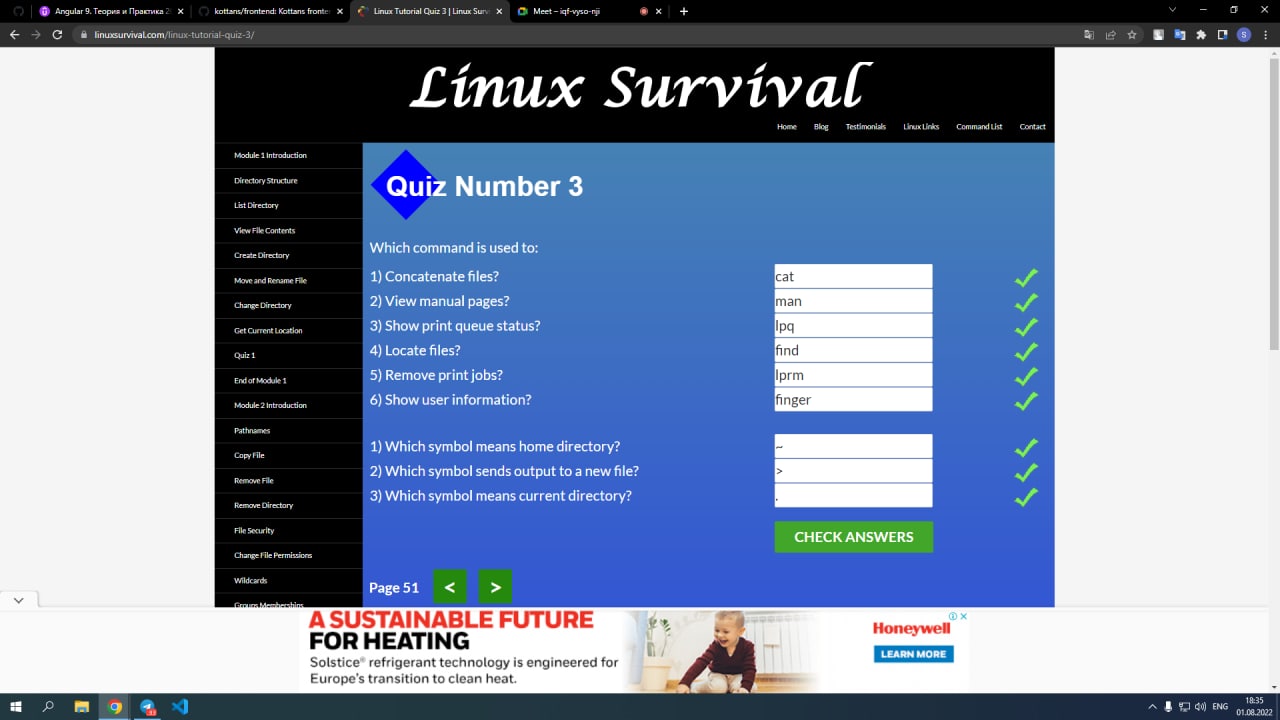 Angular 9. Теория и Практика 2
kottans/frontend: Kottans fronte
Linux Tutorial Quiz 3 | Linux Surv
Meet – iqf-vyso-nji
linuxsurvival.com/linux-tutorial-quiz-3/
S
Linux Survival
Home Blog Testimonials Linux Links Command List Contact
Module 1 Introduction
Directory Structure
List Directory
View File Contents
Create Directory
Move and Rename File
Change Directory
Get Current Location
Quiz 1
End of Module 1
Module 2 Introduction
Pathnames
Copy File
Remove File
Remove Directory
File Security
Change File Permissions
Wildcards
Groups Memberships
Quiz Number 3
Which command is used to:
1) Concatenate files? cat
2) View manual pages? man
3) Show print queue status? lpq
4) Locate files? find
5) Remove print jobs? lprm
6) Show user information? finger
1) Which symbol means home directory? ~
2) Which symbol sends output to a new file? >
3) Which symbol means current directory? .
CHECK ANSWERS
Page 51 < >
A SUSTAINABLE FUTURE
FOR HEATING
Solstice® refrigerant technology is engineered for
Europe's transition to clean heat.
Honeywell
LEARN MORE
ENG
18:35
01.08.2022